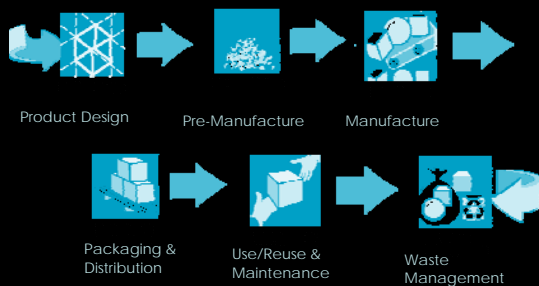 Product Design
Pre-Manufacture
Manufacture
Packaging &
Distribution
Use/Reuse &
Maintenance
Waste
Management